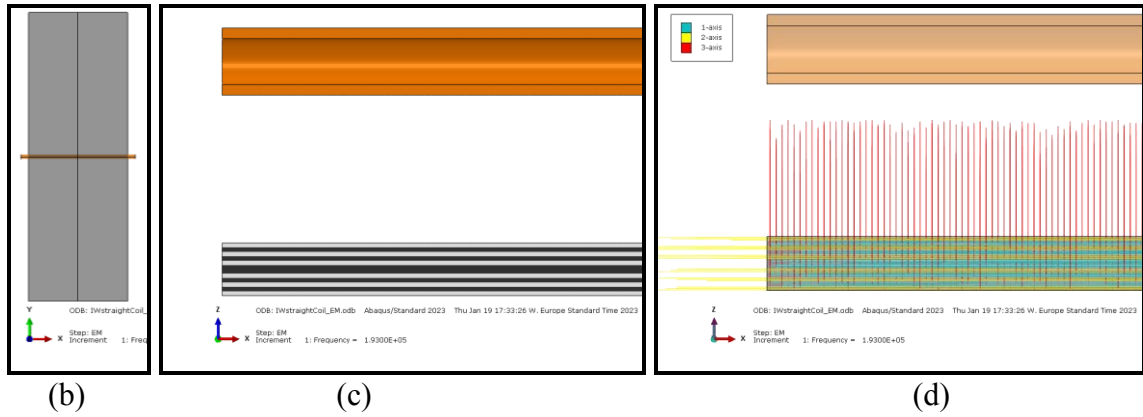 Y
X
ODB: IWstraightCoil_
Step: EM
Increment 1: F
(b)
Z
X
ODB: IWstraightCoil_EM.odb Abaqus/Standard 2023 Thu Jan 19 17:33:26 W. Europe Standard Time 2023
Step: EM
Increment 1: Frequency = 1.9300E+05
(c)
1-axis
2-axis
3-axis
Z
X
ODB: IWstraightCoil_EM.odb Abaqus/Standard 2023 Thu Jan 19 17:33:26 W. Europe Standard Time 2023
Step: EM
Increment 1: Frequency = 1.9300E+05
(d)